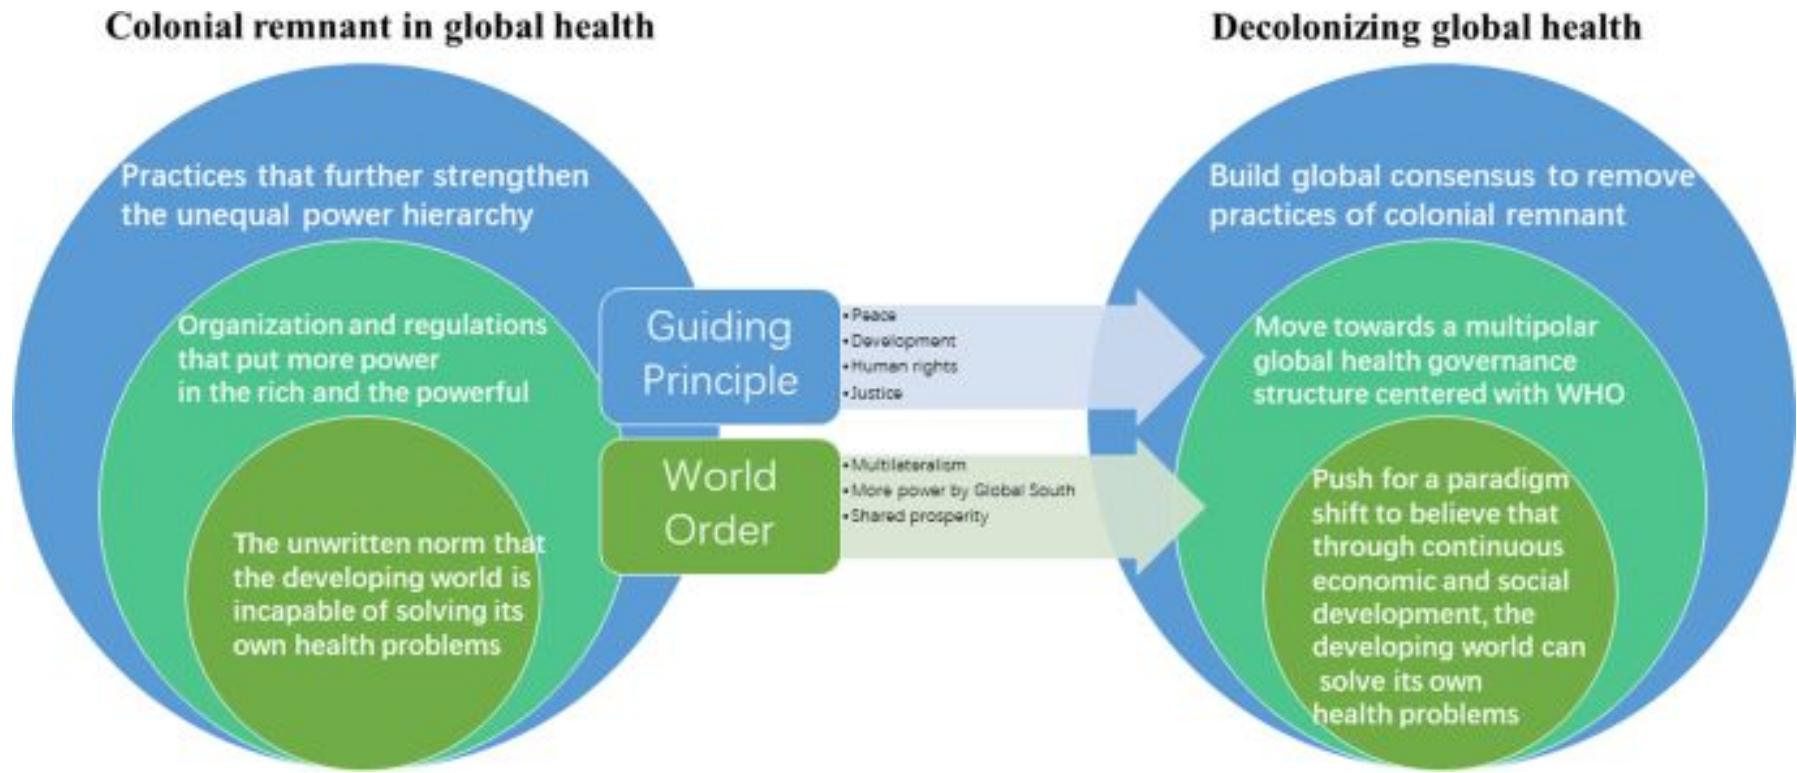 Colonial remnant in global health
Decolonizing global health
Practices that further strengthen
the unequal power hierarchy
Organization and regulations
that put more power
in the rich and the powerful
The unwritten norm that
the developing world is
incapable of solving its
own health problems
Guiding
Principle
•Peace
•Development
•Human rights
•Justice
World
Order
•Multilateralism
•More power by Global South
•Shared prosperity
Build global consensus to remove
practices of colonial remnant
Move towards a multipolar
global health governance
structure centered with WHO
Push for a paradigm
shift to believe that
through continuous
economic and social
development, the
developing world can
solve its own
health problems